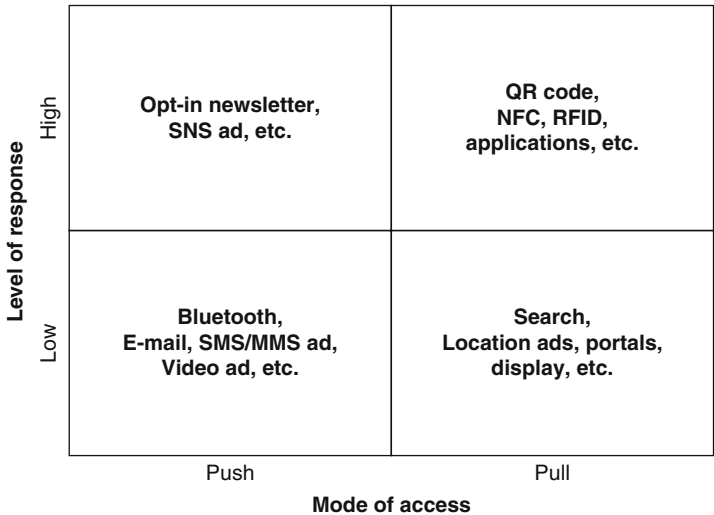 Level of response
High
Opt-in newsletter,
SNS ad, etc.
QR code,
NFC, RFID,
applications, etc.
Low
Bluetooth,
E-mail, SMS/MMS ad,
Video ad, etc.
Search,
Location ads, portals,
display, etc.
Push
Pull
Mode of access